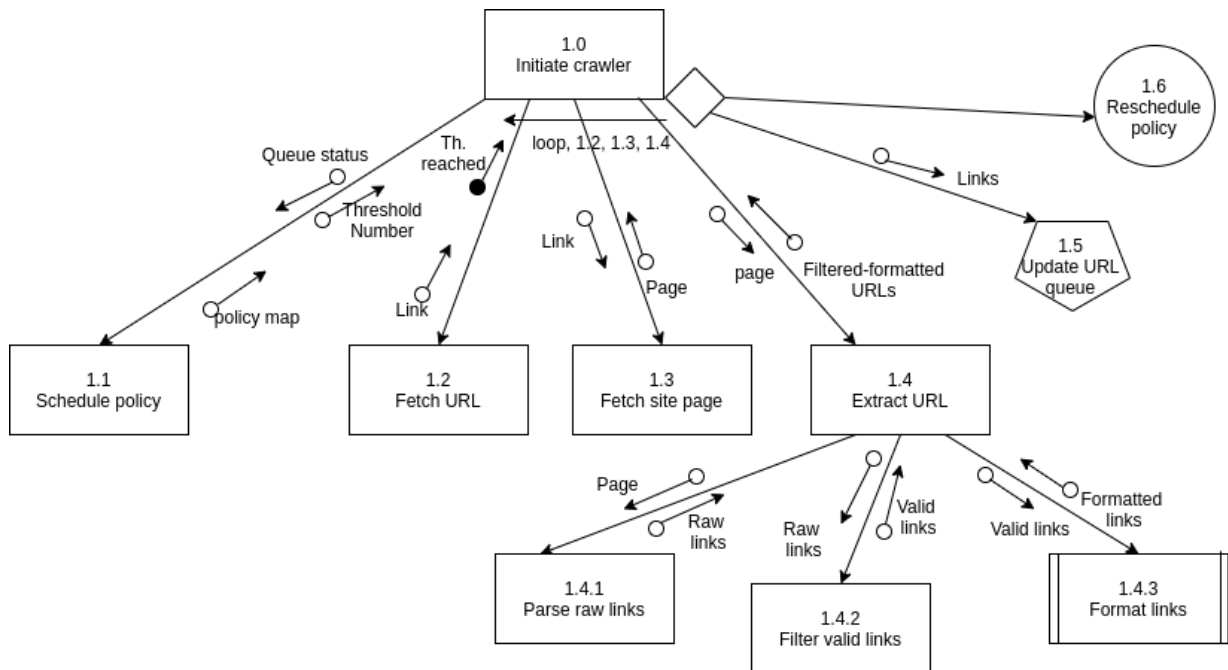 1.0
Initiate crawler
1.6
Reschedule
policy
Th.
reached
loop, 1.2, 1.3, 1.4
Queue status
Links
Threshold
Number
Link
Link
Page
page
Filtered-formatted
URLs
1.5
Update URL
queue
policy map
1.1
Schedule policy
1.2
Fetch URL
1.3
Fetch site page
1.4
Extract URL
Page
Raw
links
Raw
links
Valid
links
Valid links
Formatted
links
1.4.1
Parse raw links
1.4.2
Filter valid links
1.4.3
Format links